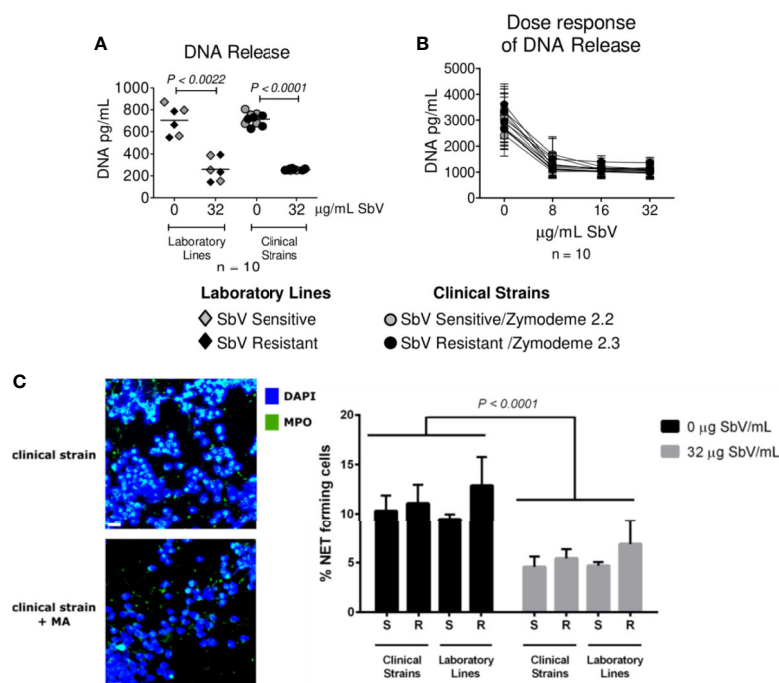 A
DNA Release
P < 0.0022
P < 0.0001
DNA pg/mL
1000
800
600
400
200
0
0 32 0 32 µg/mL SbV
Laboratory Lines
Clinical Strains
n = 10
B
Dose response
of DNA Release
DNA pg/mL
5000
4000
3000
2000
1000
0
0 8 16 32
µg/mL SbV
n = 10
Laboratory Lines
SbV Sensitive
SbV Resistant
Clinical Strains
SbV Sensitive/Zymodeme 2.2
SbV Resistant /Zymodeme 2.3
C
clinical strain
clinical strain
+ MA
DAPI
MPO
% NET forming cells
20
15
10
5
0
P < 0.0001
S R S R S R S R
Clinical Strains
Laboratory Lines
Clinical Strains
Laboratory Lines
0 µg SbV/mL
32 µg SbV/mL